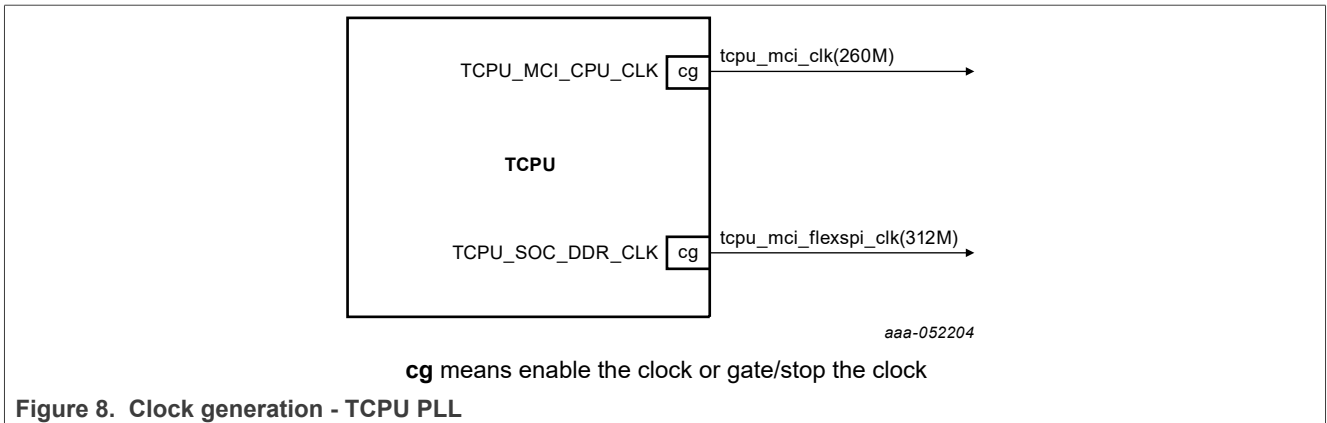 TCPU_MCI_CPU_CLK cg tcpu_mci_clk(260M)
TCPU
TCPU_SOC_DDR_CLK cg tcpu_mci_flexspi_clk(312M)
aaa-052204
cg means enable the clock or gate/stop the clock
Figure 8. Clock generation - TCPU PLL